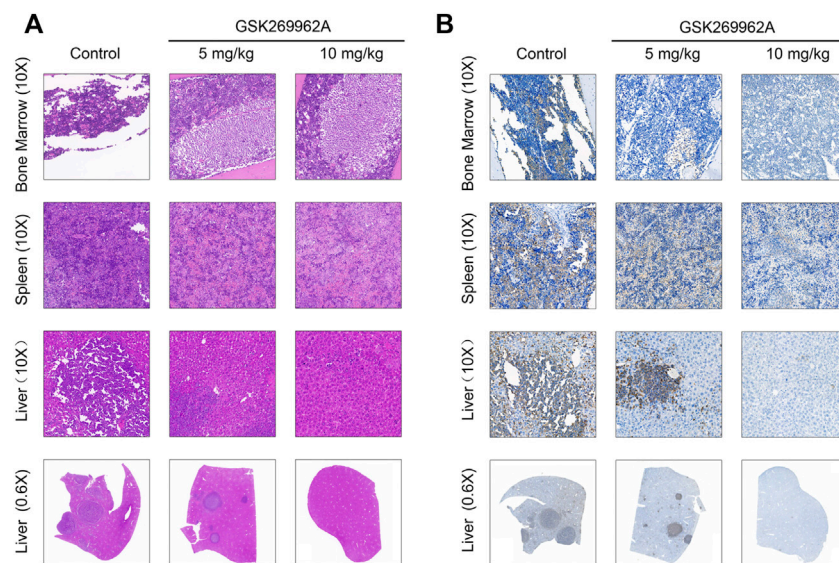 A
GSK269962A
Control
5 mg/kg
10 mg/kg
Bone Marrow (10X)
Spleen (10X)
Liver (10X)
Liver (0.6X)
B
GSK269962A
Control
5 mg/kg
10 mg/kg
Bone Marrow (10X)
Spleen (10X)
Liver (10X)
Liver (0.6X)